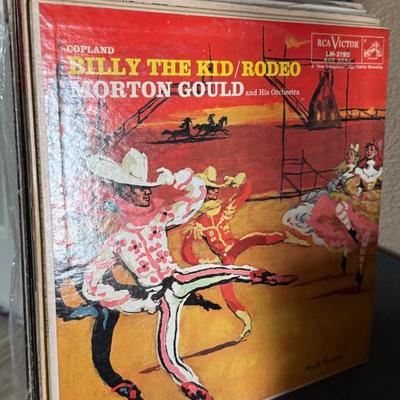 COPLAND
BILLY THE KID/RODEO
MORTON GOULD and His Orchestra
RCA VICTOR
LM-2195